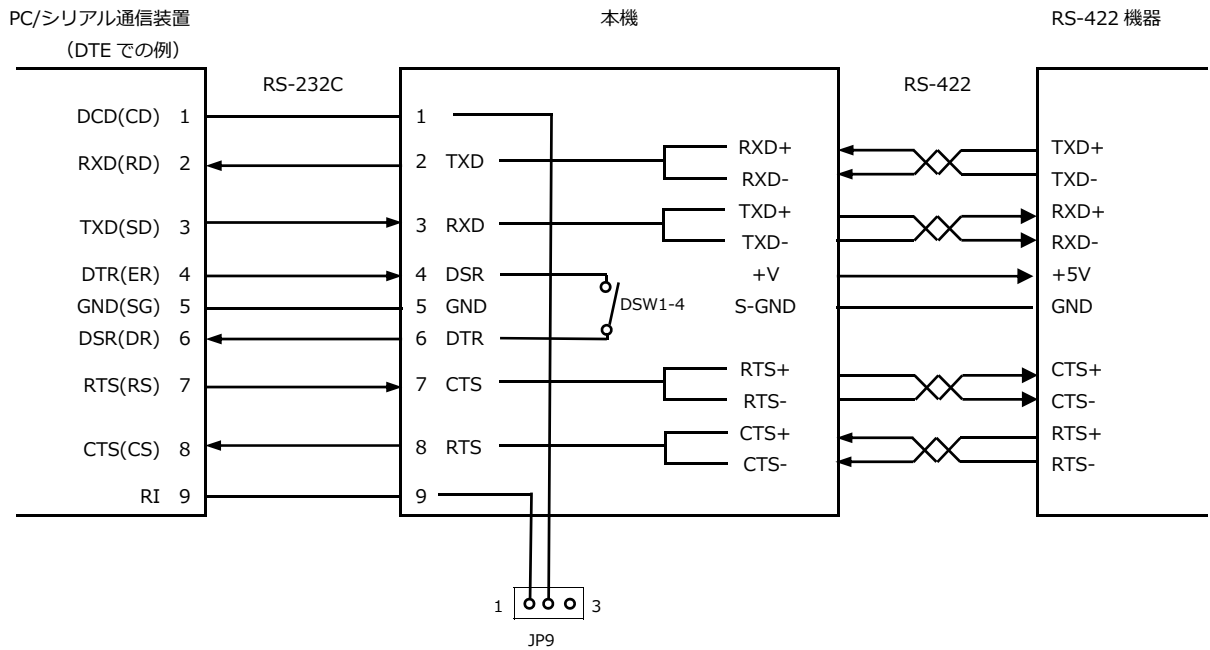 PC/シリアル通信装置
（DTE での例）
本機
RS-422 機器
RS-232C
RS-422
DCD(CD) 1
RXD(RD) 2
TXD(SD) 3
DTR(ER) 4
GND(SG) 5
DSR(DR) 6
RTS(RS) 7
CTS(CS) 8
RI 9
1
2 TXD
3 RXD
4 DSR
5 GND
6 DTR
7 CTS
8 RTS
9
DSW1-4
RXD+
RXD-
TXD+
TXD-
+V
S-GND
RTS+
RTS-
CTS+
CTS-
TXD+
TXD-
RXD+
RXD-
+5V
GND
CTS+
CTS-
RTS+
RTS-
1 3
JP9